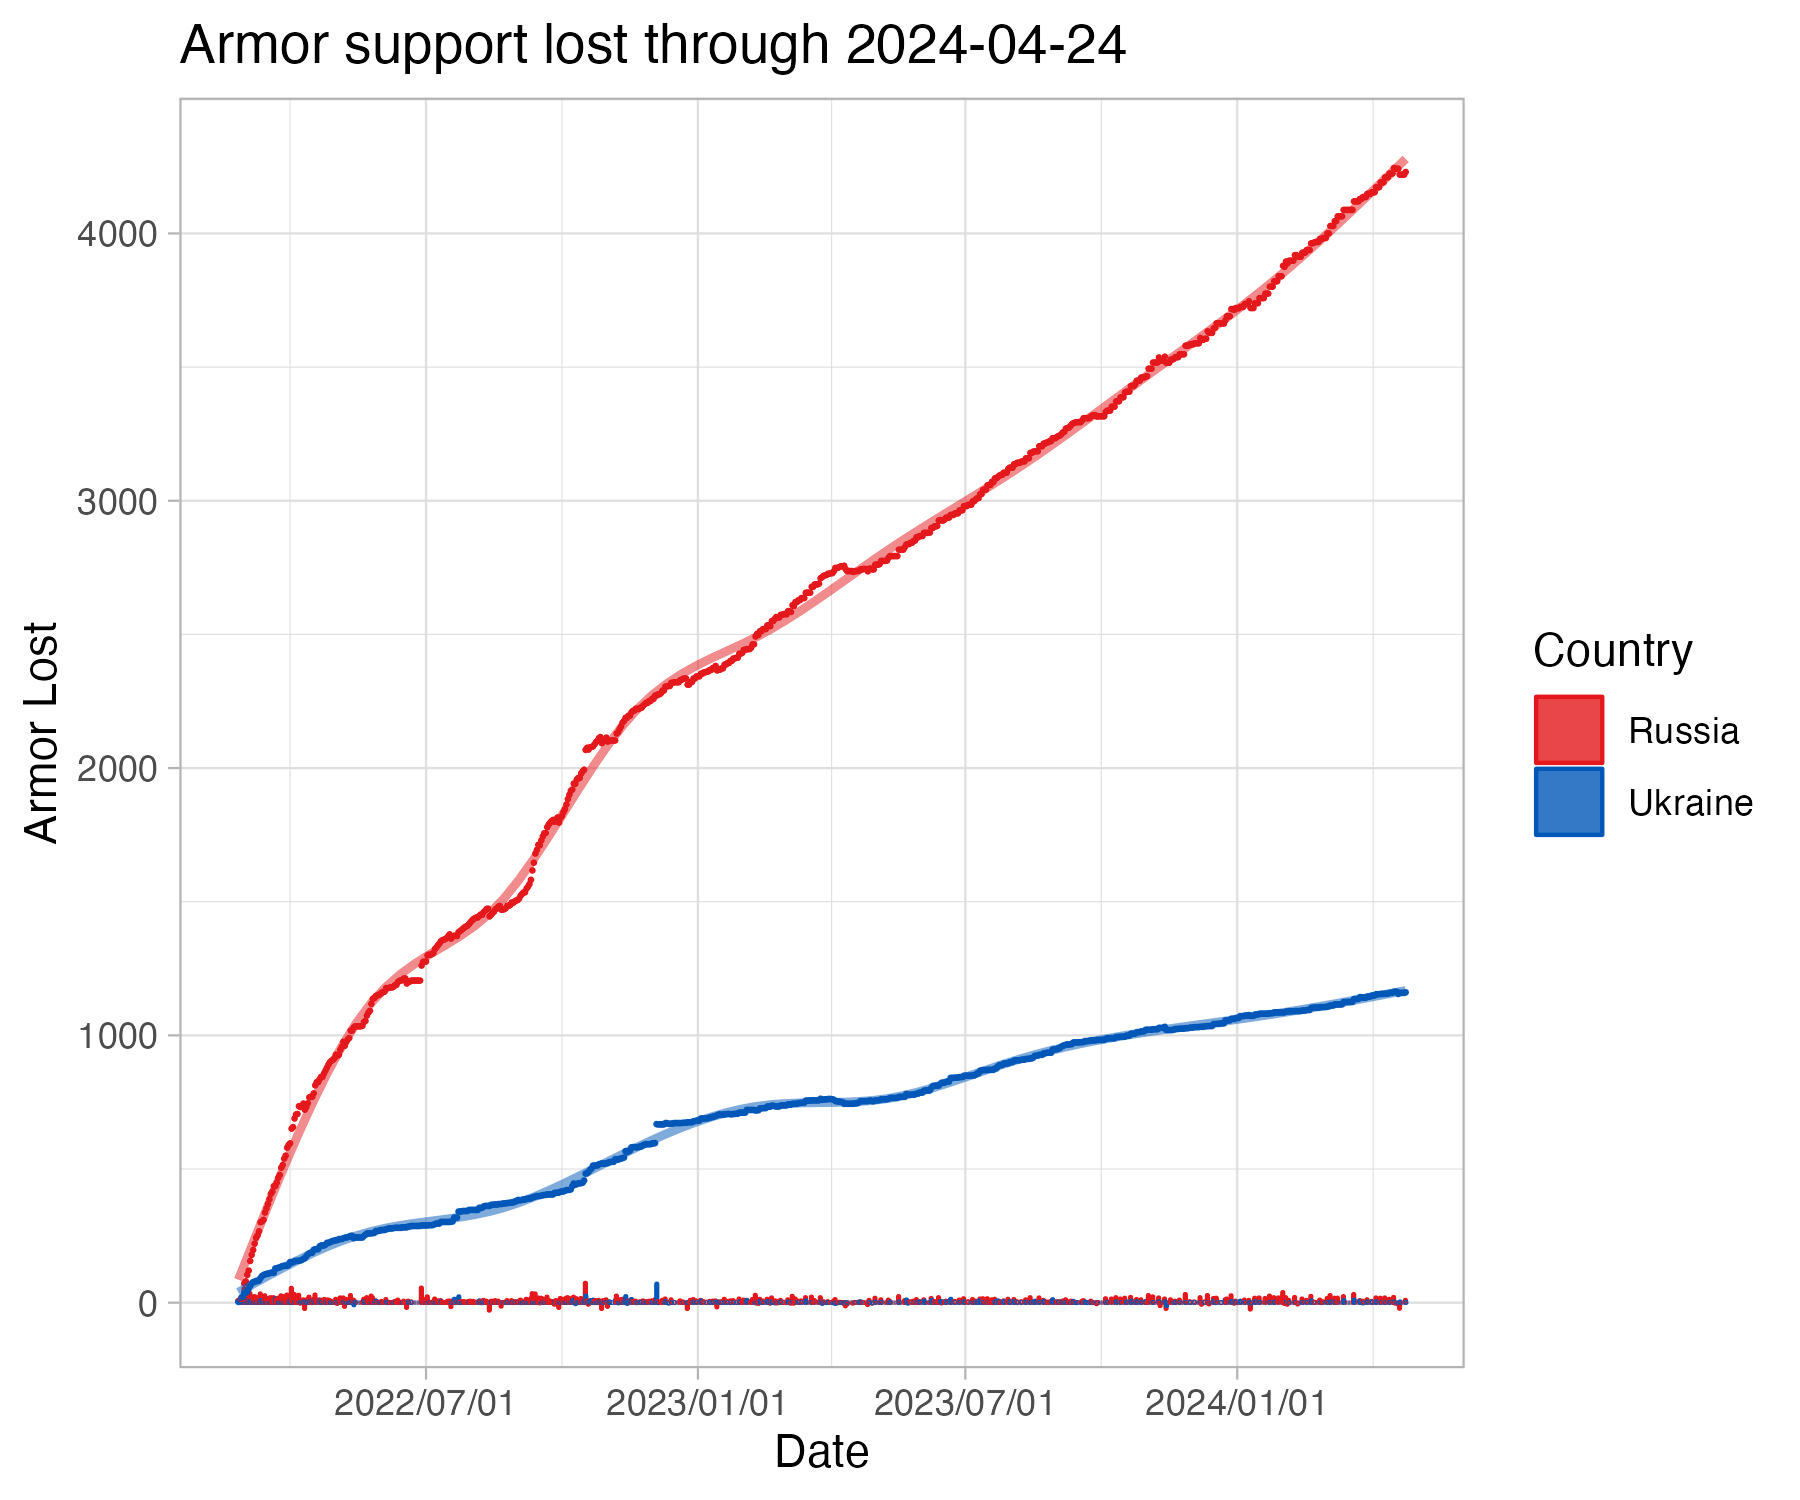 Armor support lost through 2024-04-24
Armor Lost
4000
3000
2000
1000
0
2022/07/01
2023/01/01
2023/07/01
2024/01/01
Date
Country
Russia
Ukraine